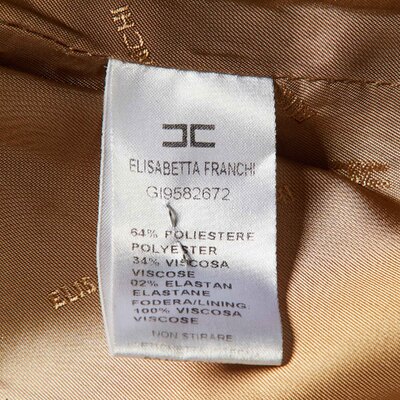 ELISABETTA FRANCHI
GI9582672
64% POLIESTERE
POLYESTER
34% VISCOSA
VISCOSE
02% ELASTAN
ELASTANE
FODERA/LINING
100% VISCOSA
VISCOSE
NON STIRARE
ELIS